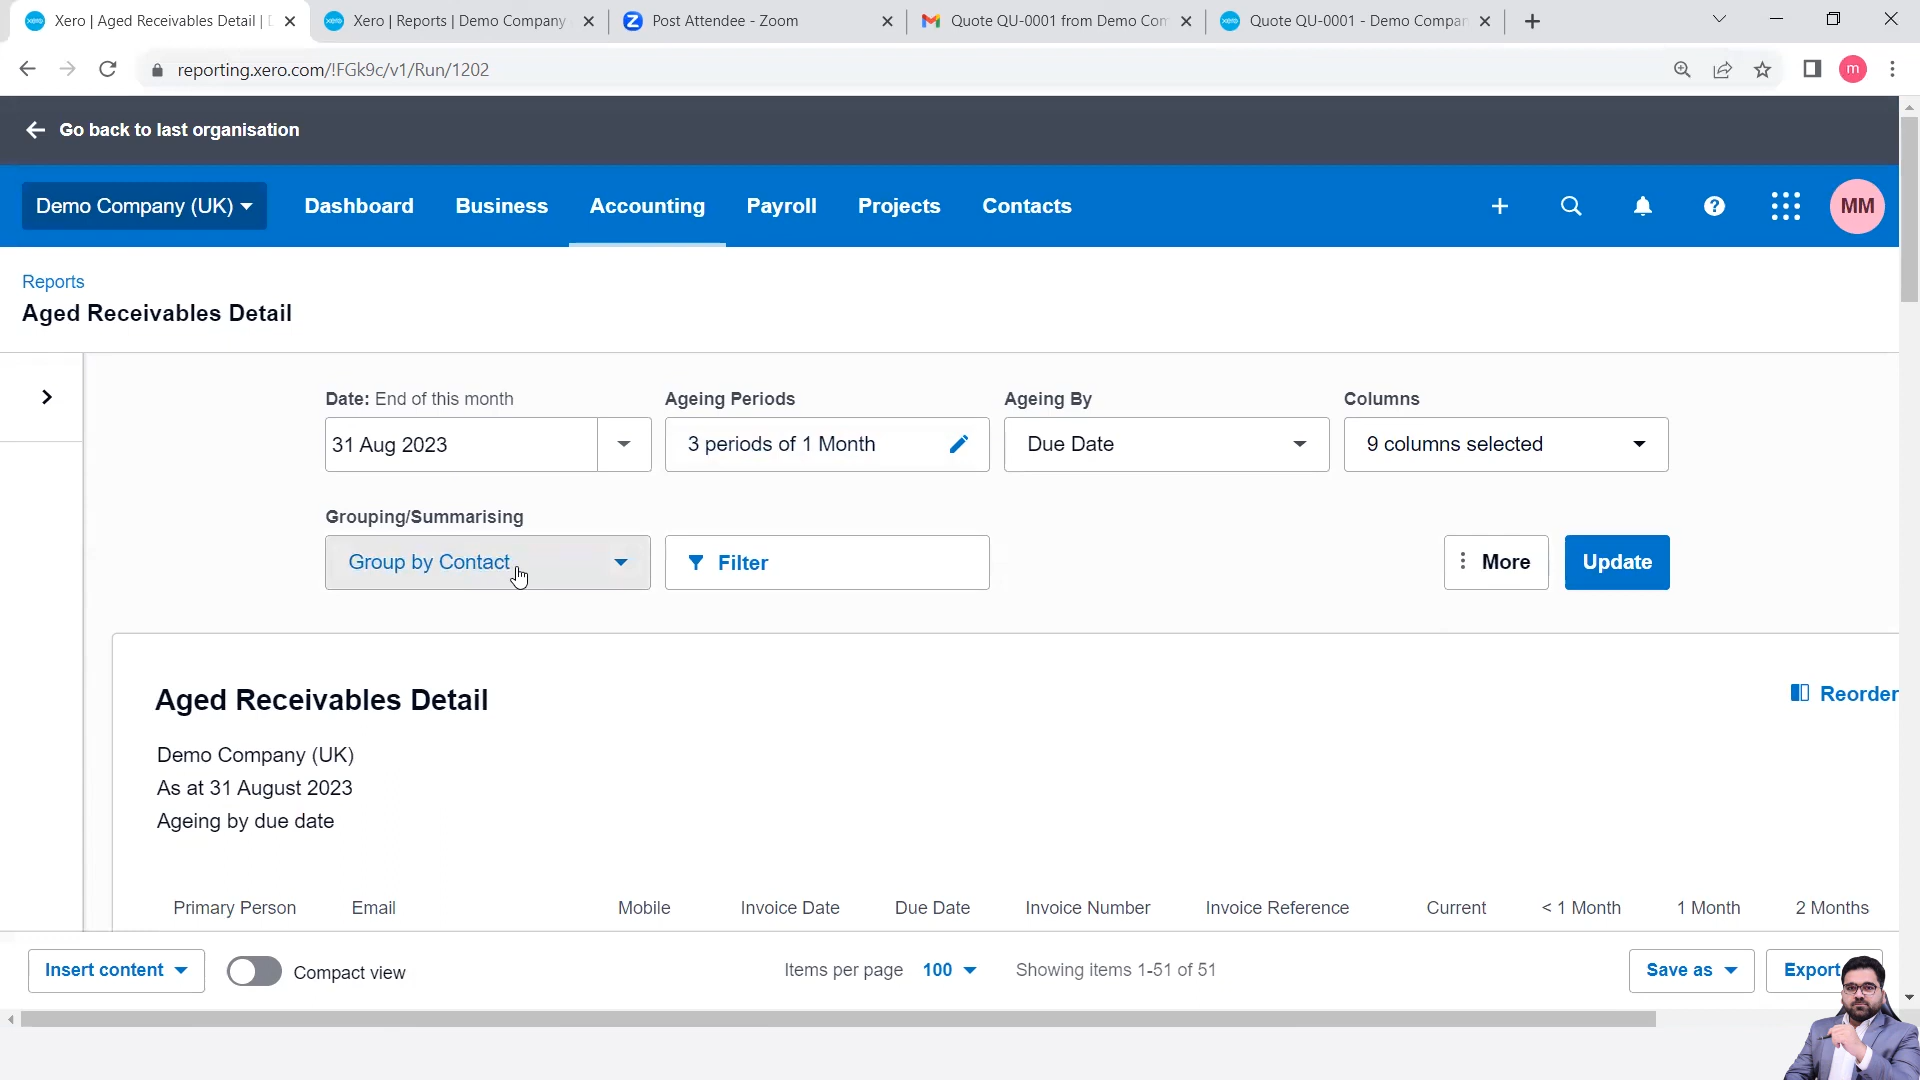 Xero | Aged Receivables Detail | D
Xero | Reports | Demo Company
Post Attendee - Zoom
Quote QU-0001 from Demo Com
Quote QU-0001 - Demo Compan
reporting.xero.com/!FGk9c/v1/Run/1202
m
Go back to last organisation
Demo Company (UK)
Dashboard
Business
Accounting
Payroll
Projects
Contacts
MM
Reports
Aged Receivables Detail
Date: End of this month
Ageing Periods
Ageing By
Columns
31 Aug 2023
3 periods of 1 Month
Due Date
9 columns selected
Grouping/Summarising
Group by Contact
Filter
More
Update
Aged Receivables Detail
Reorder
Demo Company (UK)
As at 31 August 2023
Ageing by due date
Primary Person
Email
Mobile
Invoice Date
Due Date
Invoice Number
Invoice Reference
Current
< 1 Month
1 Month
2 Months
Insert content
Compact view
Items per page
100
Showing items 1-51 of 51
Save as
Export